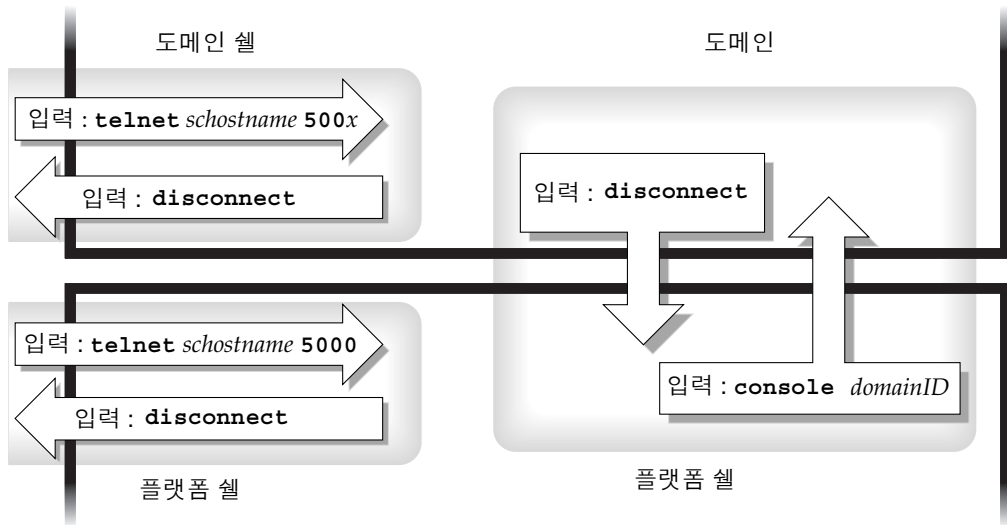 도메인 쉘
입력 : telnet schostname 500x
입력 : disconnect
도메인
입력 : disconnect
입력 : console domainID
입력 : telnet schostname 5000
입력 : disconnect
플랫폼 쉘
플랫폼 쉘